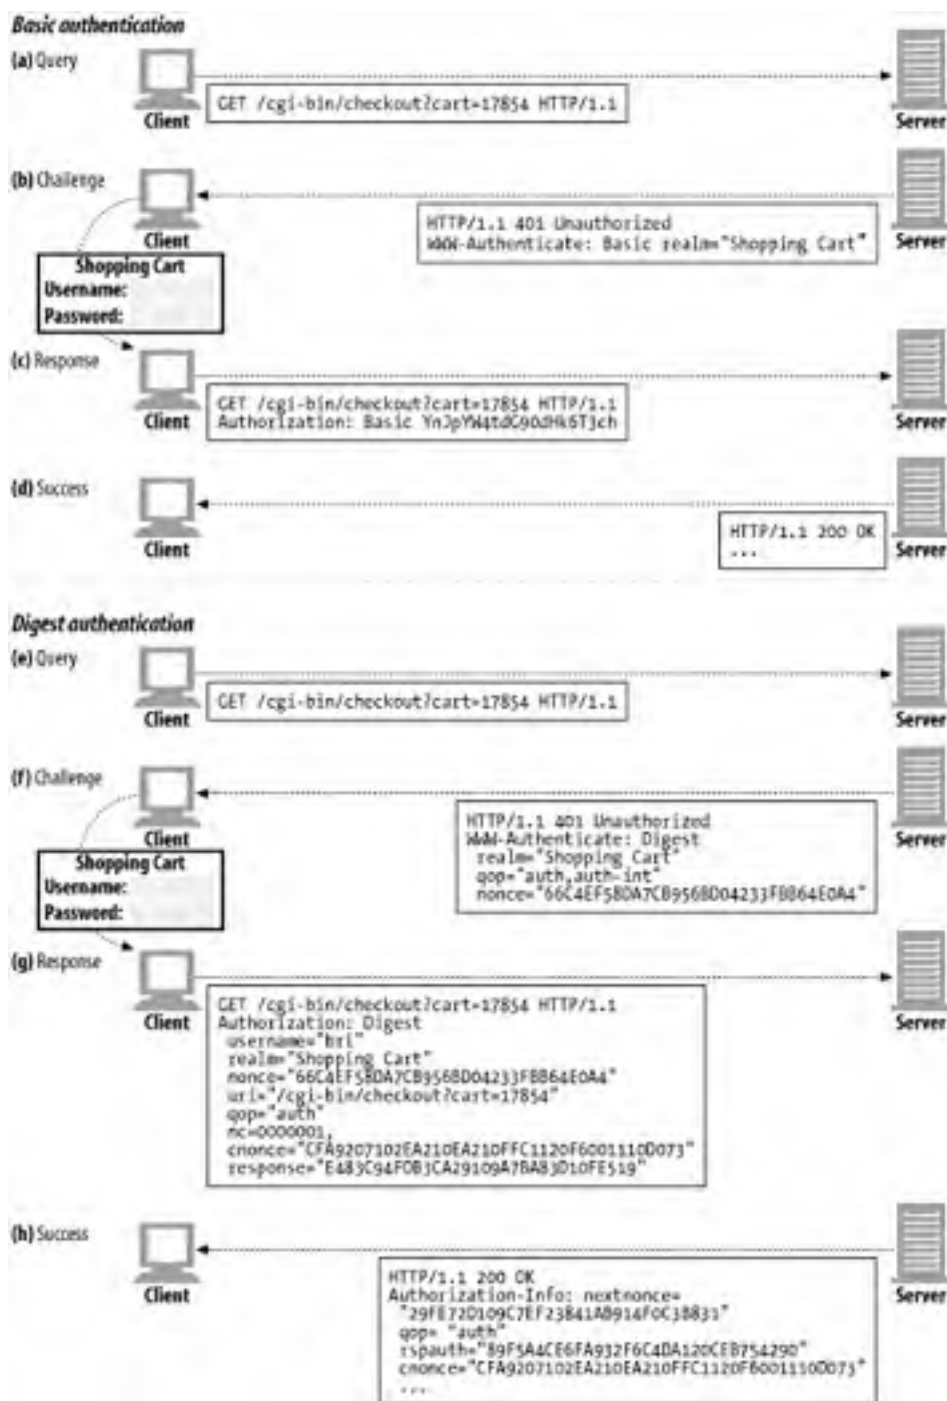 Basic authentication
(a) Query
GET /cgi-bin/checkout?cart=17854 HTTP/1.1
Client
Server
(b) Challenge
HTTP/1.1 401 Unauthorized
WWW-Authenticate: Basic realm="Shopping Cart"
Client
Server
Shopping Cart
Username:
Password:
(c) Response
GET /cgi-bin/checkout?cart=17854 HTTP/1.1
Authorization: Basic YnJpYW4tdG90dHk6T3ch
Client
Server
(d) Success
HTTP/1.1 200 OK
...
Client
Server
Digest authentication
(e) Query
GET /cgi-bin/checkout?cart=17854 HTTP/1.1
Client
Server
(f) Challenge
HTTP/1.1 401 Unauthorized
WWW-Authenticate: Digest
realm="Shopping Cart"
qop="auth,auth-int"
nonce="66C4EF58DA7CB956BD04233FBB64E0A4"
Client
Server
Shopping Cart
Username:
Password:
(g) Response
GET /cgi-bin/checkout?cart=17854 HTTP/1.1
Authorization: Digest
username="bri"
realm="Shopping Cart"
nonce="66C4EF58DA7CB956BD04233FBB64E0A4"
uri="/cgi-bin/checkout?cart=17854"
qop="auth"
nc=0000001,
cnonce="CFA9207102EA210EA210FFC1120F6001110D073"
response="E483C94F0B3CA29109A7BA83D10FE519"
Client
Server
(h) Success
HTTP/1.1 200 OK
Authorization-Info: nextnonce=
"29FE72D109C7EF23841AB914F0C3B831"
qop= "auth"
rspauth="89F5A4CE6FA932F6C4DA120CEB754290"
cnonce="CFA9207102EA210EA210FFC1120F6001110D073"
...
Client
Server